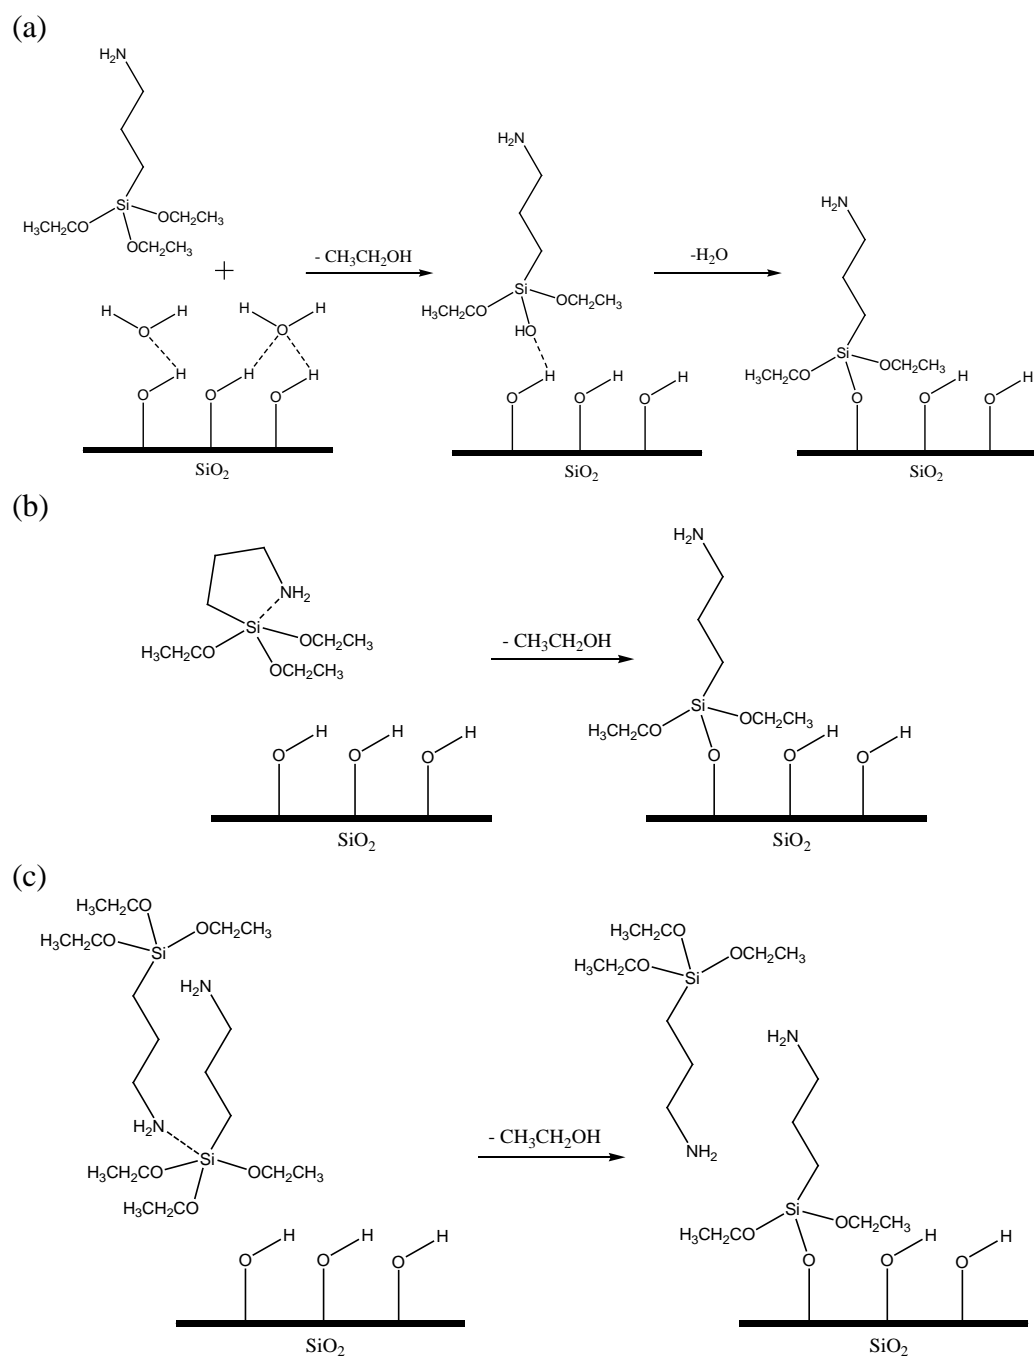 (a)
H₂N
Si
H₃CH₂CO
OCH₂CH₃
OCH₂CH₃
+
H H H H
O O
H H H
O O O
SiO₂
- CH₃CH₂OH
H₂N
Si
H₃CH₂CO OCH₂CH₃
HO
H H H
O O O
SiO₂
-H₂O
H₂N
Si
H₃CH₂CO OCH₂CH₃
H H
O O O
SiO₂
(b)
NH₂
Si
H₃CH₂CO OCH₂CH₃
OCH₂CH₃
H H H
O O O
SiO₂
- CH₃CH₂OH
H₂N
Si
H₃CH₂CO OCH₂CH₃
H H
O O O
SiO₂
(c)
H₃CH₂CO
H₃CH₂CO OCH₂CH₃
Si
H₂N
H₂N
Si
H₃CH₂CO OCH₂CH₃
H₃CH₂CO
H H H
O O O
SiO₂
- CH₃CH₂OH
H₃CH₂CO
H₃CH₂CO OCH₂CH₃
Si
H₂N
NH₂
Si
H₃CH₂CO OCH₂CH₃
H H
O O O
SiO₂